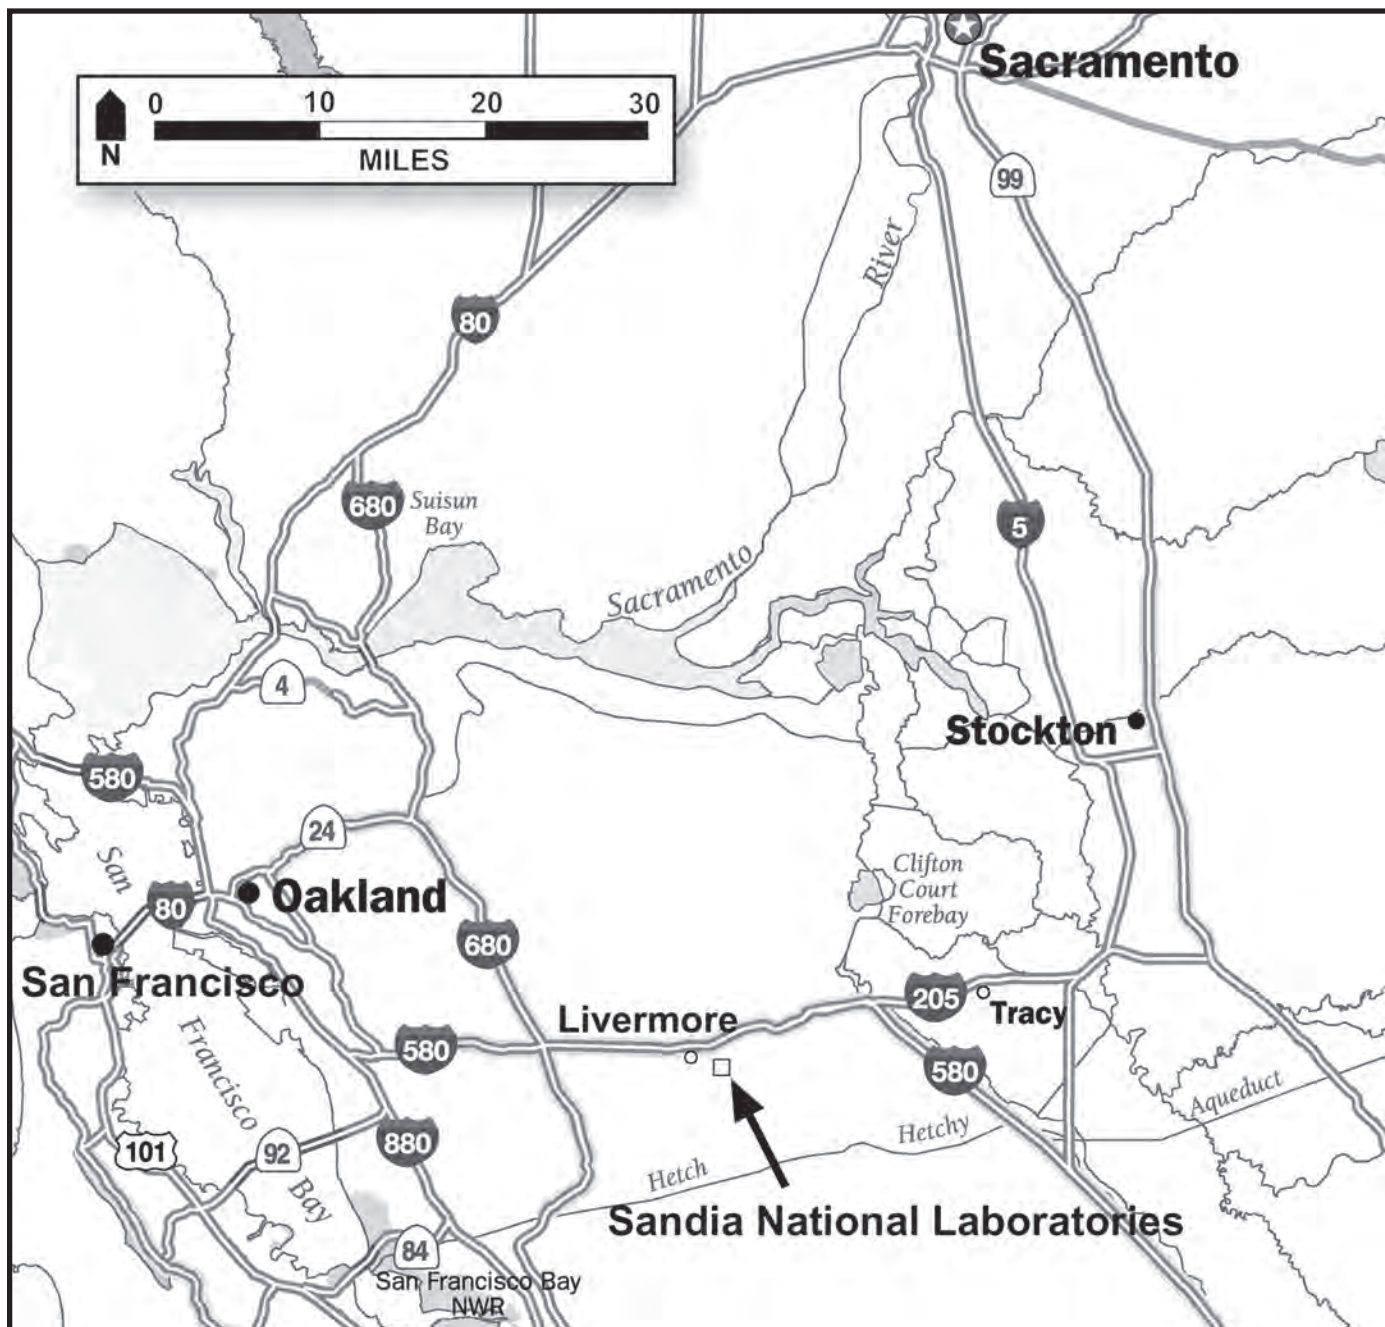 Sacramento
0 10 20 30
N
MILES
99
River
80
680
Suisun
Bay
5
Sacramento
4
Stockton
580
24
San
Clifton
Court
Forebay
80
Oakland
680
San Francisco
205
Tracy
Livermore
Francisco
580
580
Aqueduct
Hetchy
880
101
92
Hetch
Bay
Sandia National Laboratories
84
San Francisco Bay
NWR